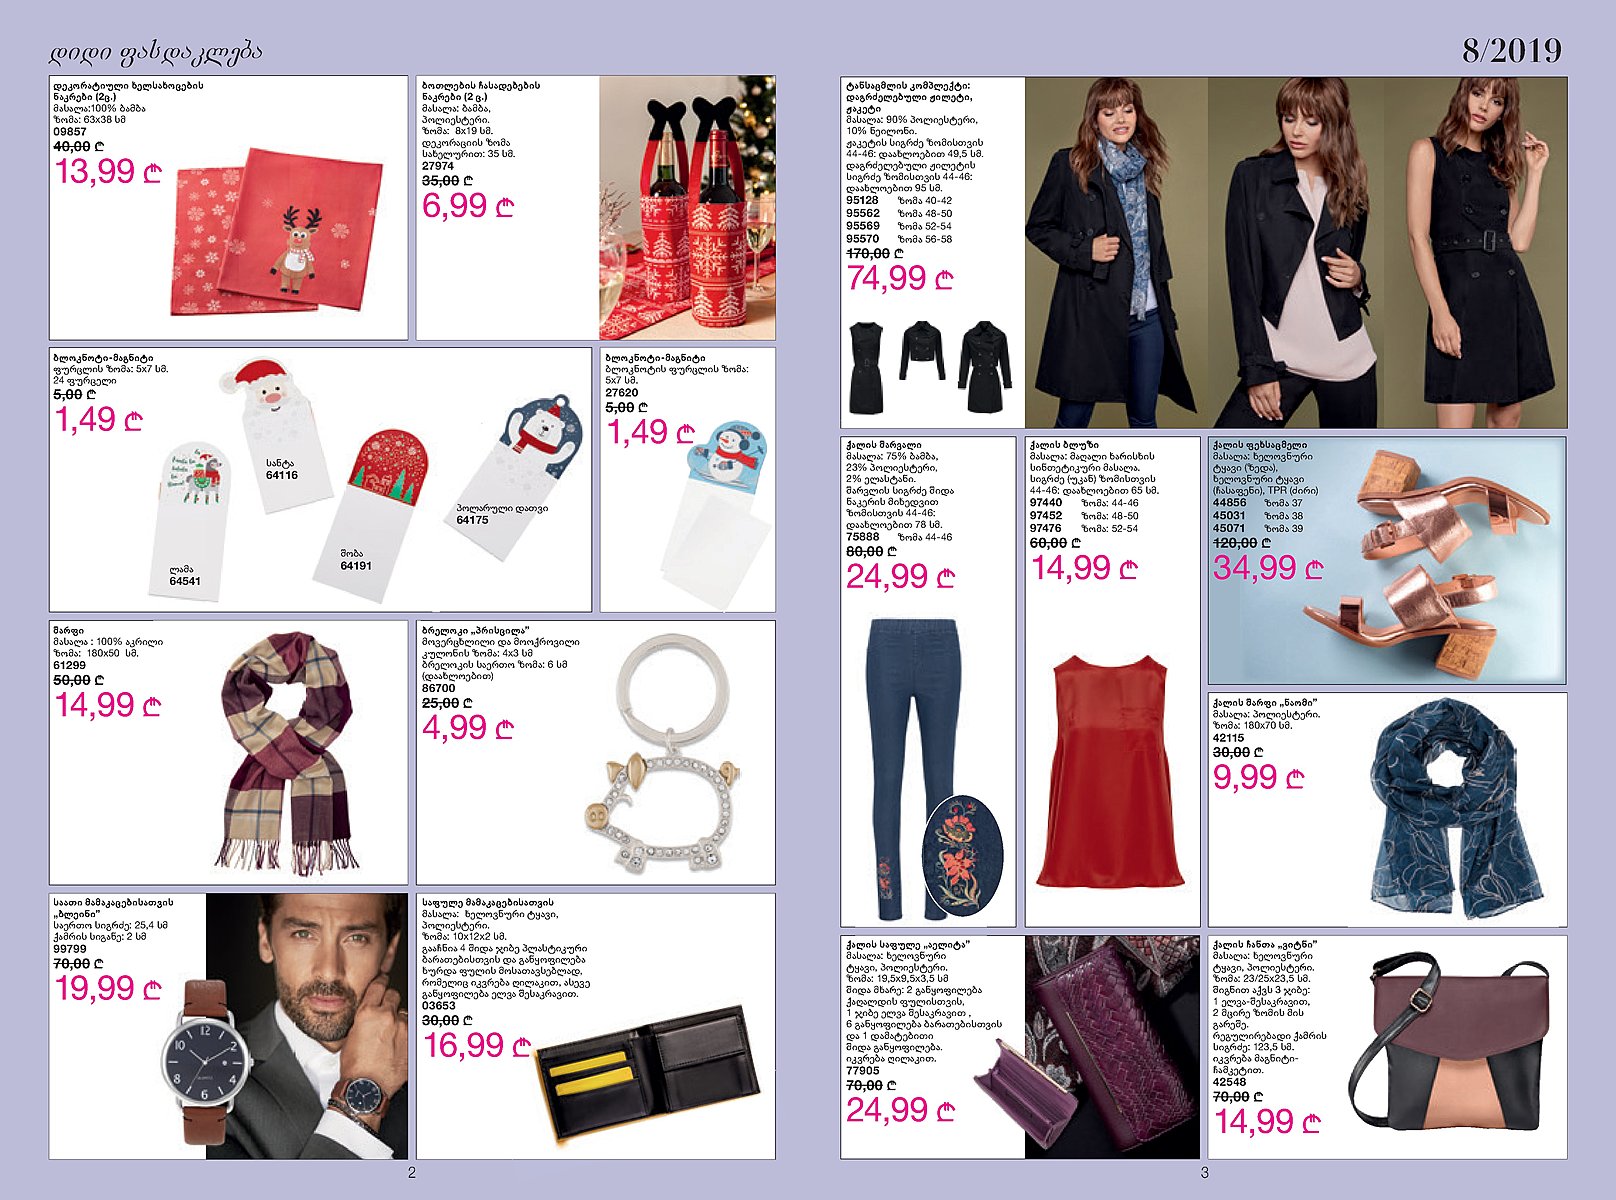 დიდი ფასდაკლება
8/2019
დეკორატიული ხელსახოცების
ნაკრები (2ც.)
მასალა:100% ბამბა
ზომა: 63x38 სმ
09857
40,00 ₾
13,99 ₾
ბოთლების ჩასადებების
ნაკრები (2 ც.)
მასალა: ბამბა,
პოლიესტერი.
ზომა: 8x19 სმ.
დეკორაციის ზომა
სახელურით: 35 სმ.
27974
35,00 ₾
6,99 ₾
ბლოკნოტი-მაგნიტი
ფურცლის ზომა: 5x7 სმ.
24 ფურცელი
5,00 ₾
1,49 ₾
სანტა
64116
პოლარული დათვი
64175
შობა
64191
ლამა
64541
ბლოკნოტი-მაგნიტი
ბლოკნოტის ფურცლის ზომა:
5x7 სმ.
27620
5,00 ₾
1,49 ₾
შარფი
მასალა : 100% აკრილი
ზომა: 180x50 სმ.
61299
50,00 ₾
14,99 ₾
ბრელოკი „პრისცილა“
მოვერცხლილი და მოოქროვილი
კულონის ზომა: 4x3 სმ
ბრელოკის საერთო ზომა: 6 სმ
(დაახლოებით)
86700
25,00 ₾
4,99 ₾
საათი მამაკაცებისათვის
„ბლეინი“
საერთო სიგრძე: 25,4 სმ
ქამრის სიგანე: 2 სმ
99799
70,00 ₾
19,99 ₾
საფულე მამაკაცებისათვის
მასალა: ხელოვნური ტყავი,
პოლიესტერი.
ზომა: 10x12x2 სმ.
გააჩნია 4 შიდა ჯიბე პლასტიკური
ბარათებისთვის და განყოფილება
ხურდა ფულის მოსათავსებლად,
რომელიც იკვრება ღილაკით, ასევე
განყოფილება ელვა შესაკრავით.
03653
30,00 ₾
16,99 ₾
2
ტანსაცმლის კომპლექტი:
დაგრძელებული ჟილეტი,
ჟაკეტი
მასალა: 90% პოლიესტერი,
10% ნეილონი.
ჟაკეტის სიგრძე ზომისთვის
44-46: დაახლოებით 49,5 სმ.
დაგრძელებული ჟილეტის
სიგრძე ზომისთვის 44-46:
დაახლოებით 95 სმ.
95128 ზომა 40-42
95562 ზომა 48-50
95569 ზომა 52-54
95570 ზომა 56-58
170,00 ₾
74,99 ₾
ქალის შარვალი
მასალა: 75% ბამბა,
23% პოლიესტერი,
2% ელასტანი.
შარვლის სიგრძე შიდა
ნაკერის მიხედვით
ზომისთვის 44-46:
დაახლოებით 78 სმ.
75888 ზომა 44-46
80,00 ₾
24,99 ₾
ქალის ბლუზი
მასალა: მაღალი ხარისხის
სინთეტიკური მასალა.
სიგრძე (უკან) ზომისთვის
44-46: დაახლოებით 65 სმ.
97440 ზომა: 44-46
97452 ზომა: 48-50
97476 ზომა: 52-54
60,00 ₾
14,99 ₾
ქალის ფეხსაცმელი
მასალა: ხელოვნური
ტყავი (ზედა),
ხელოვნური ტყავი
(ჩასაფენი), TPR (ძირი)
44856 ზომა 37
45031 ზომა 38
45071 ზომა 39
120,00 ₾
34,99 ₾
ქალის შარფი „ნაომი“
მასალა: პოლიესტერი.
ზომა: 180x70 სმ.
42115
30,00 ₾
9,99 ₾
ქალის საფულე „აელიტა“
მასალა: ხელოვნური
ტყავი, პოლიესტერი.
ზომა: 19,5x9,5x3,5 სმ
შიდა მხარე: 2 განყოფილება
ქაღალდის ფულისთვის,
1 ჯიბე ელვა შესაკრავით ,
6 განყოფილება ბარათებისთვის
და 1 დამატებითი
შიდა განყოფილება.
იკვრება ღილაკით.
77905
70,00 ₾
24,99 ₾
ქალის ჩანთა „ვიტნი“
მასალა: ხელოვნური
ტყავი, პოლიესტერი.
ზომა: 23/25x23,5 სმ.
შიგნით აქვს 3 ჯიბე:
1 ელვა-შესაკრავით,
2 მცირე ზომის მის
გარეშე.
რეგულირებადი ქამრის
სიგრძე: 123,5 სმ.
იკვრება მაგნიტი-
ჩამკეტით.
42548
70,00 ₾
14,99 ₾
3